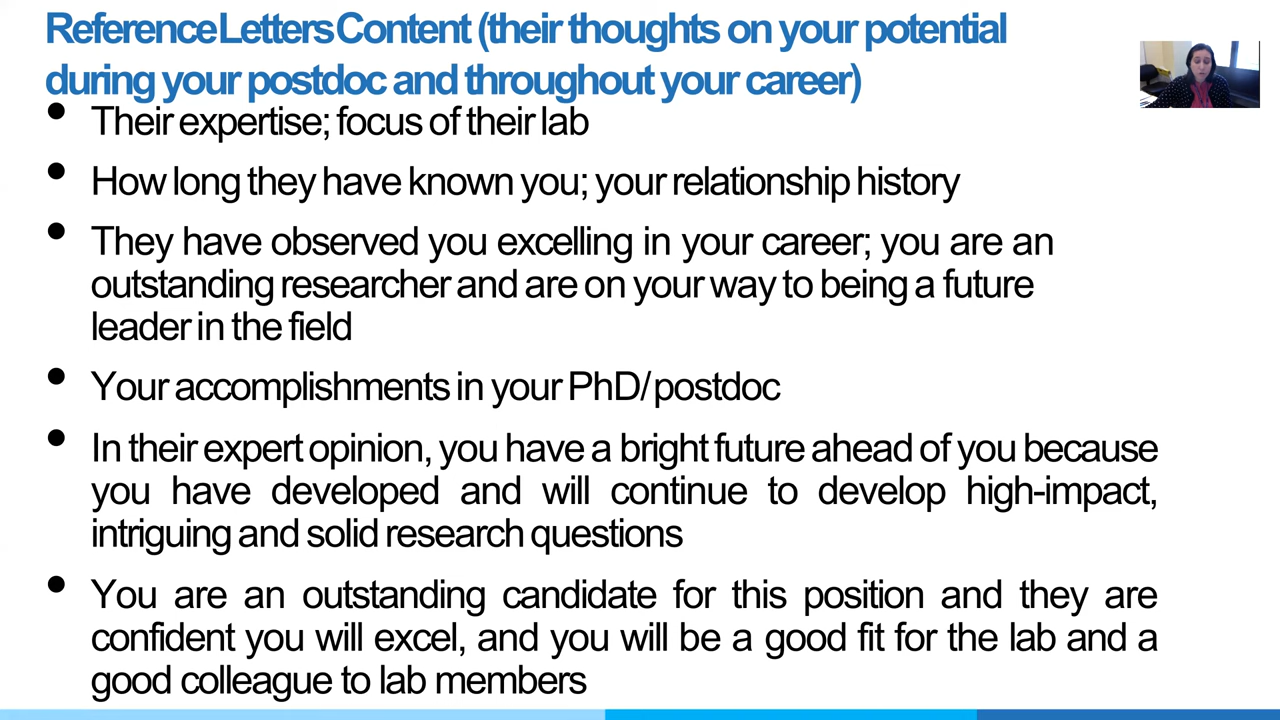 Reference Letters Content (their thoughts on your potential
during your postdoc and throughout your career)
• Their expertise; focus of their lab
• How long they have known you; your relationship history
• They have observed you excelling in your career; you are an
outstanding researcher and are on your way to being a future
leader in the field
• Your accomplishments in your PhD/postdoc
• In their expert opinion, you have a bright future ahead of you because
you have developed and will continue to develop high-impact,
intriguing and solid research questions
• You are an outstanding candidate for this position and they are
confident you will excel, and you will be a good fit for the lab and a
good colleague to lab members